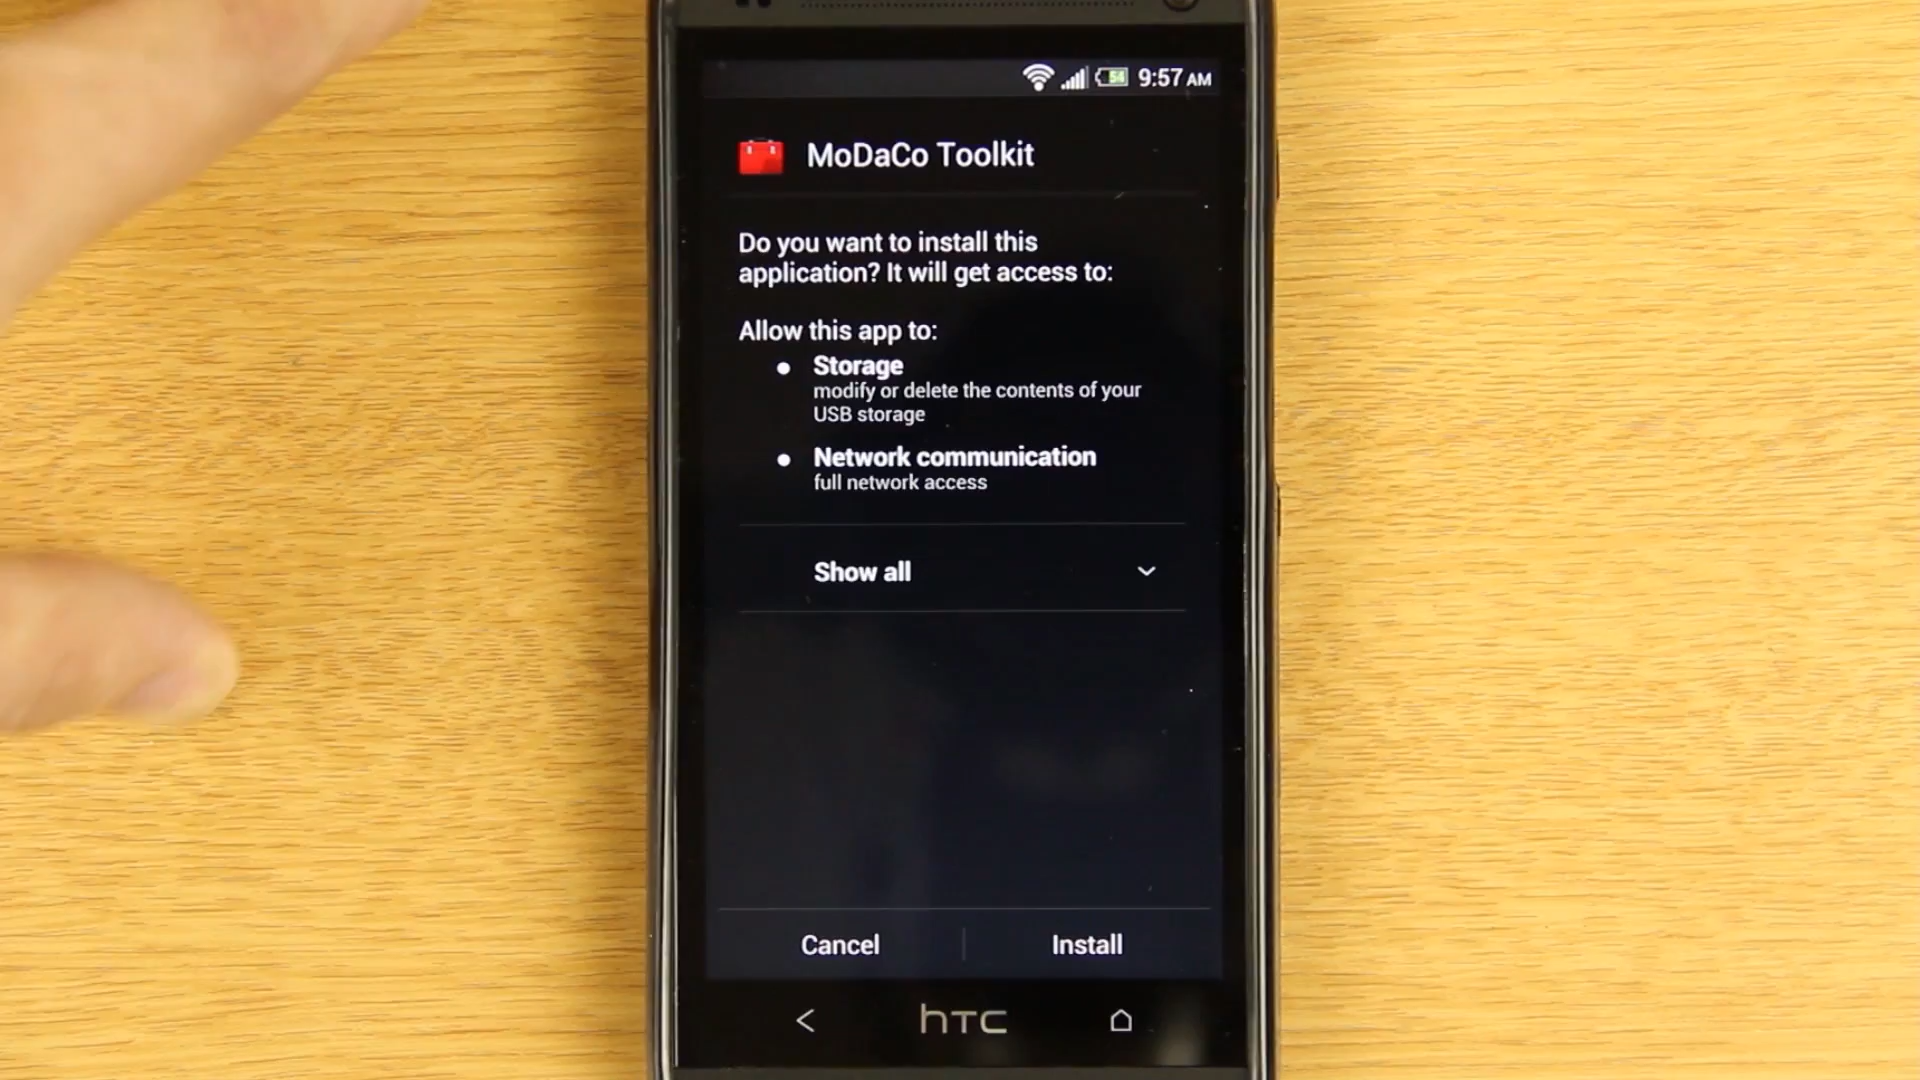 54 9:57 AM
MoDaCo Toolkit
Do you want to install this
application? It will get access to:
Allow this app to:
Storage
modify or delete the contents of your
USB storage
Network communication
full network access
Show all
Cancel Install
hTC